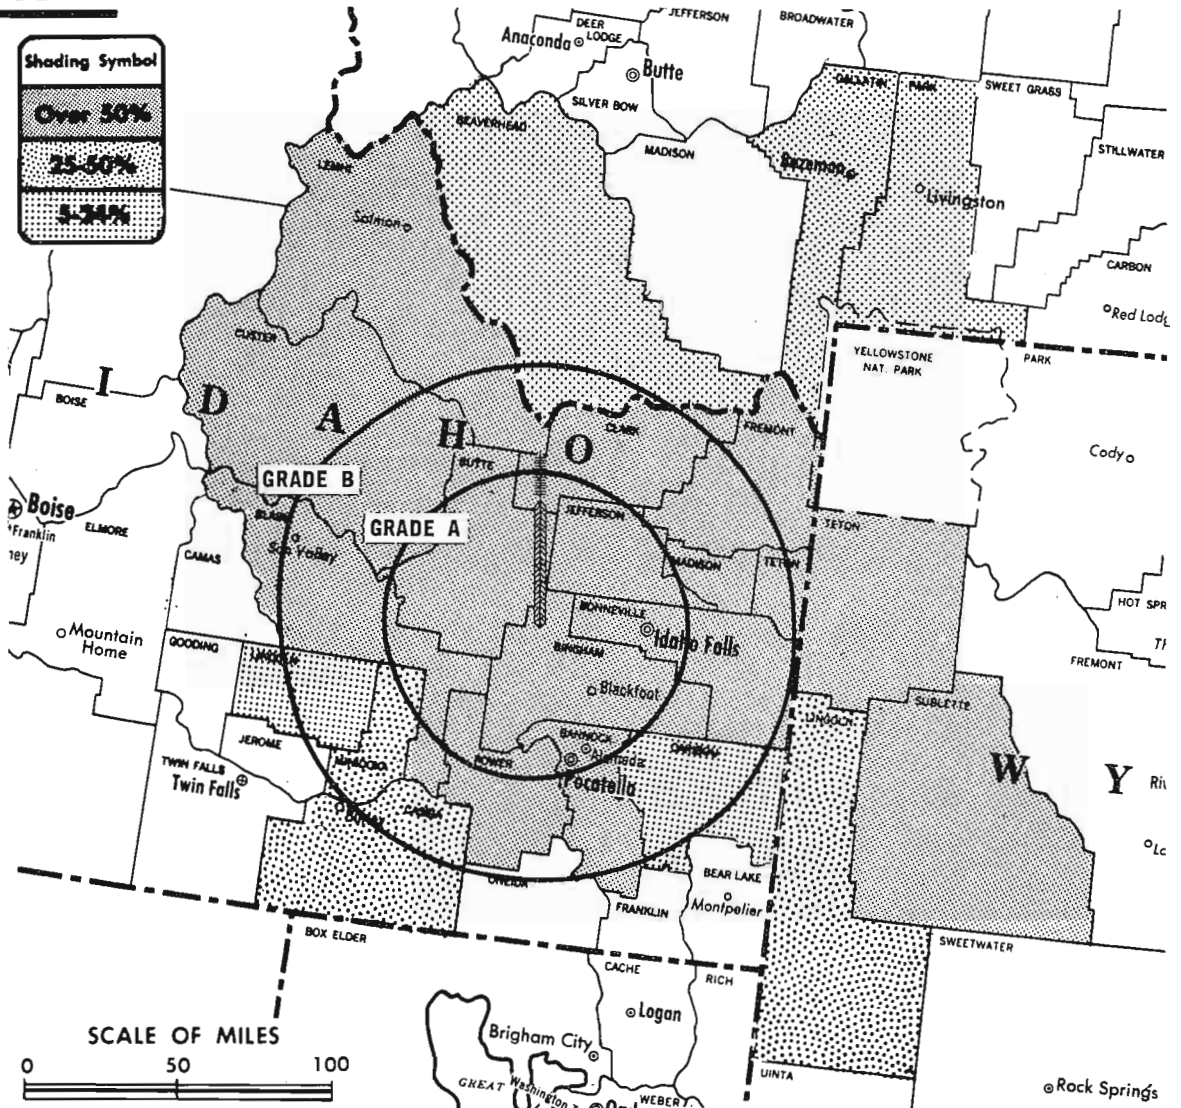 Shading Symbol
Over 50%
25-50%
5-24%
JEFFERSON
BROADWATER
DEER
LODGE
Anaconda
Butte
SILVER BOW
GALLATIN
PARK
SWEET GRASS
BEAVERHEAD
MADISON
STILLWATER
LEMHI
Bozeman
Livingston
Salmon
CARBON
Red Lod
CUSTER
YELLOWSTONE
NAT. PARK
PARK
I
D
A
H
O
BOISE
CLARK
FREMONT
Cody
BUTTE
GRADE B
GRADE A
Boise
Franklin
ney
ELMORE
BLAINE
Sun Valley
CAMAS
JEFFERSON
TETON
MADISON
TETON
HOT SPR
BONNEVILLE
Idaho Falls
Mountain
Home
GOODING
LINCOLN
BINGHAM
FREMONT
Blackfoot
SUBLETTE
LINCOLN
JEROME
MINIDOKA
POWER
BANNOCK
Alameda
CARIBOU
Pocatello
TWIN FALLS
Twin Falls
Burley
CASSIA
W
Y
Riv
ONEIDA
FRANKLIN
BEAR LAKE
Montpelier
BOX ELDER
SWEETWATER
CACHE
RICH
Logan
SCALE OF MILES
0 50 100
Brigham City
GREAT
Washington
WEBER
UINTA
Rock Springs